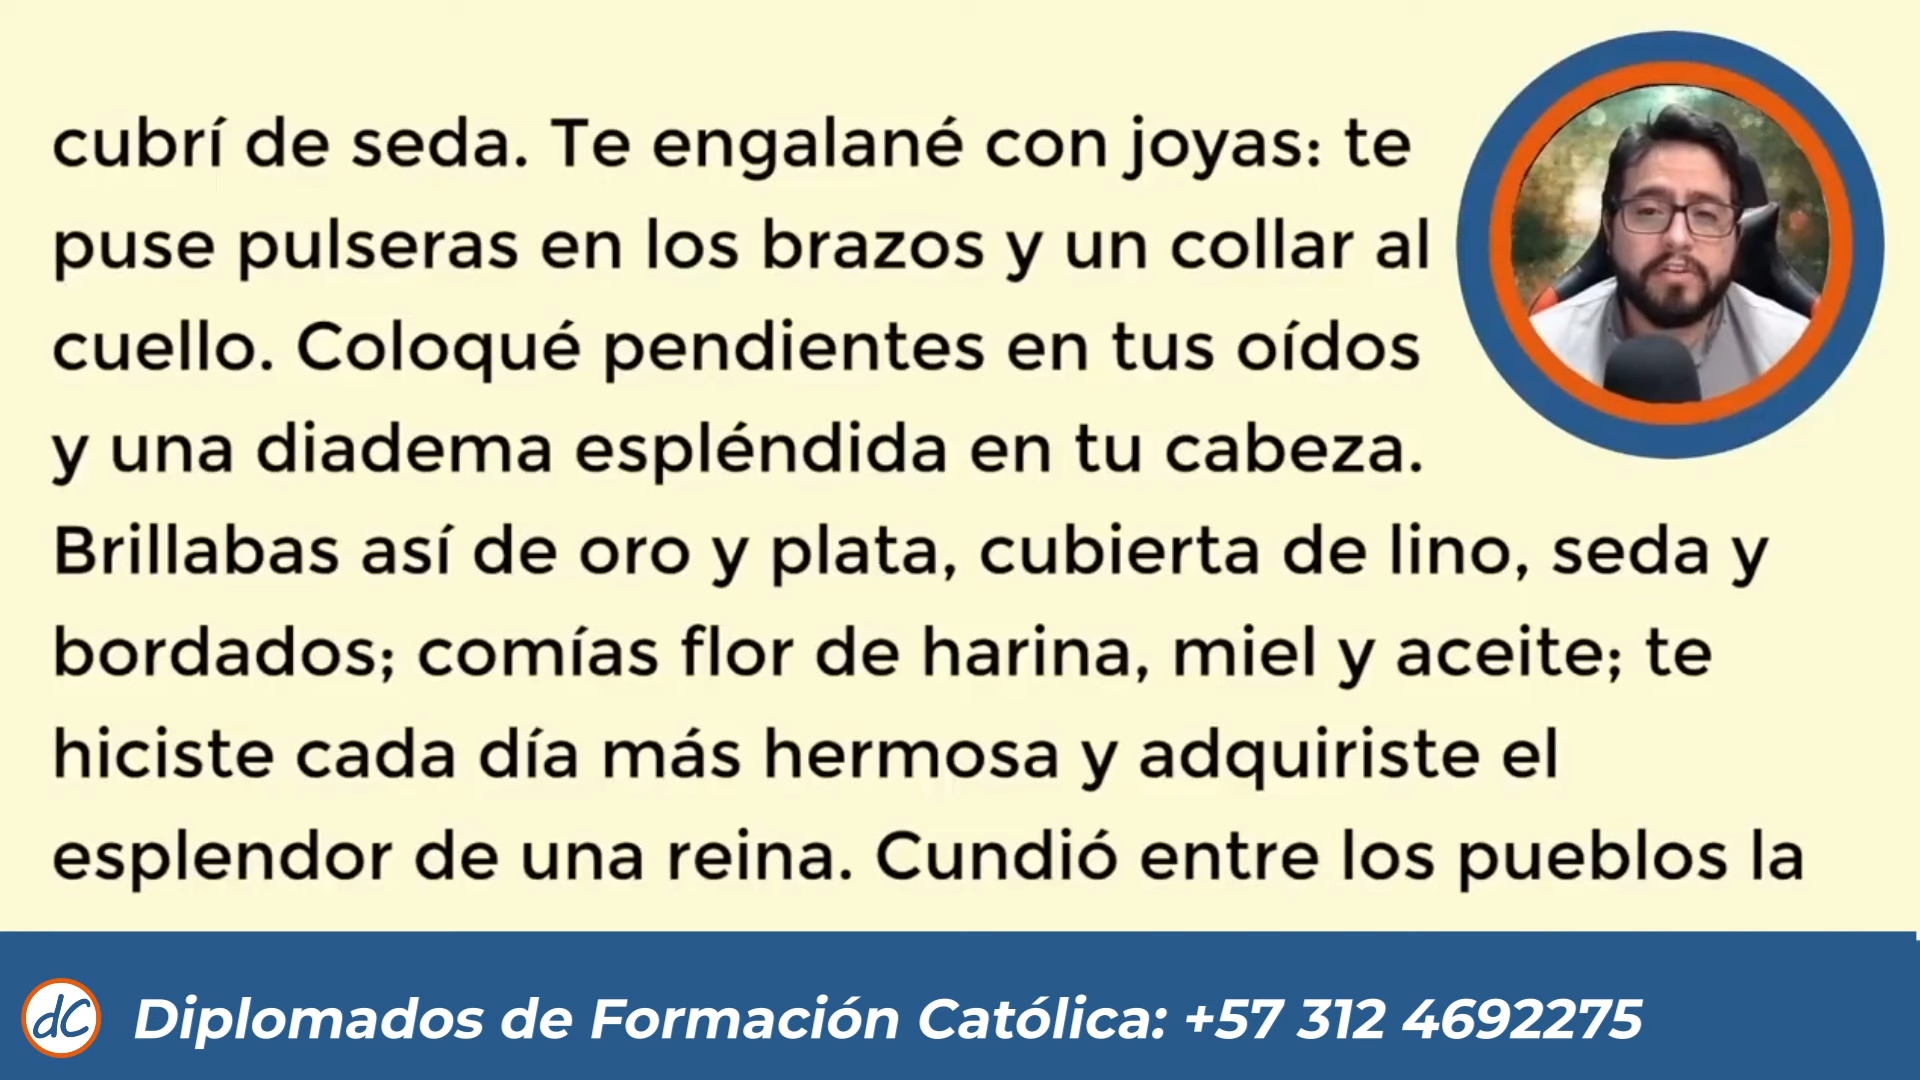 cubrí de seda. Te engalané con joyas: te
puse pulseras en los brazos y un collar al
cuello. Coloqué pendientes en tus oídos
y una diadema espléndida en tu cabeza.
Brillabas así de oro y plata, cubierta de lino, seda y
bordados; comías flor de harina, miel y aceite; te
hiciste cada día más hermosa y adquiriste el
esplendor de una reina. Cundió entre los pueblos la
dC Diplomados de Formación Católica: +57 312 4692275